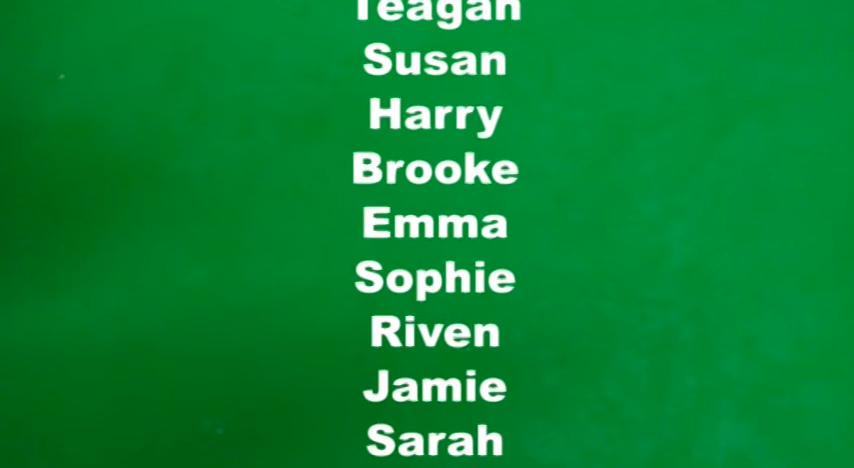 Teagan
Susan
Harry
Brooke
Emma
Sophie
Riven
Jamie
Sarah